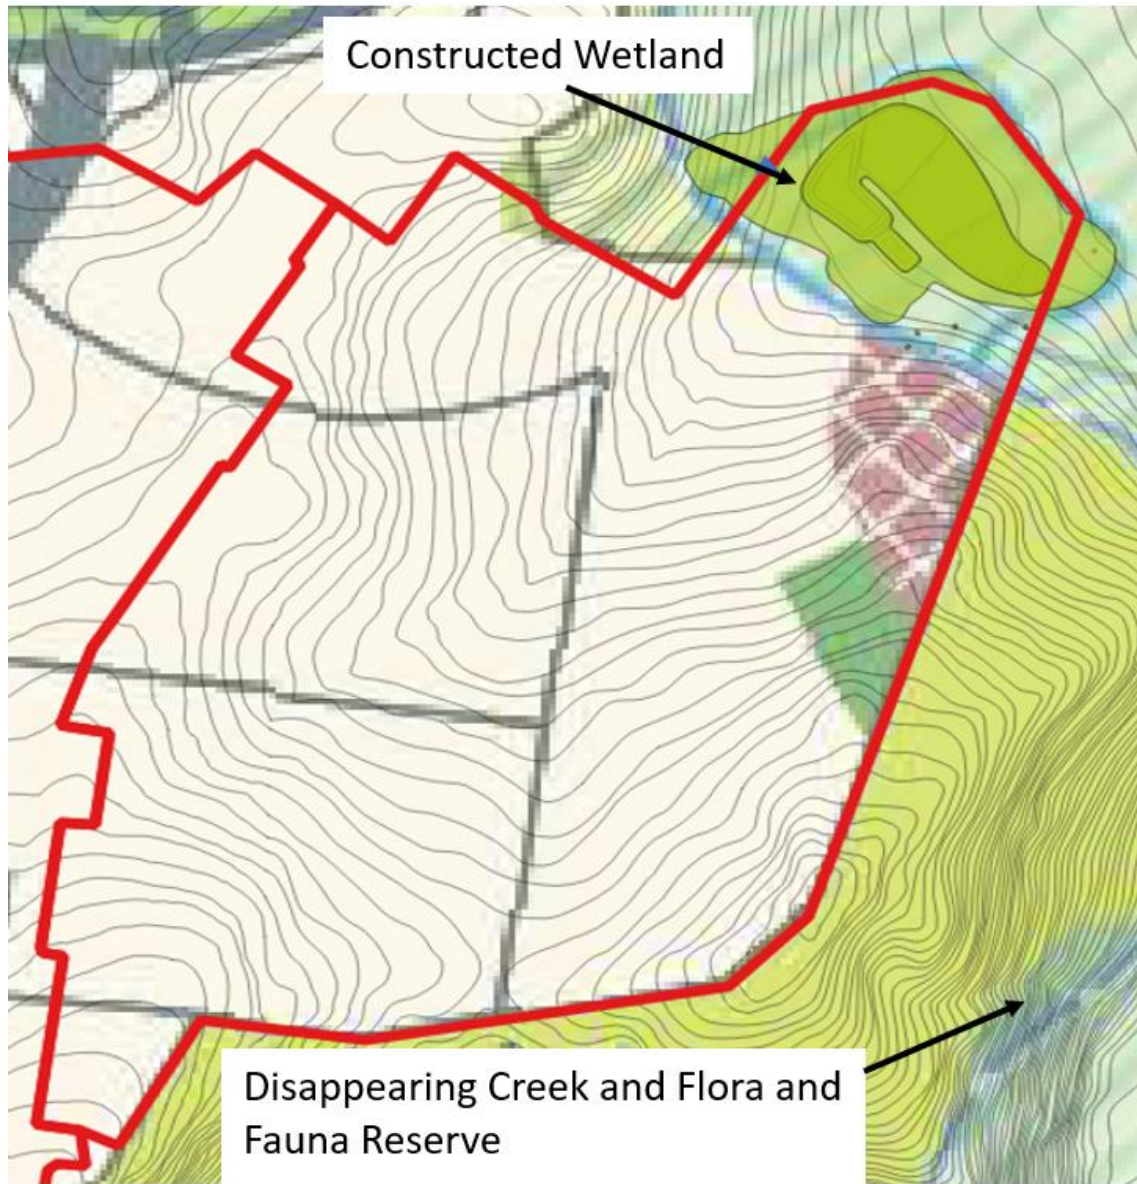 Constructed Wetland
Disappearing Creek and Flora and
Fauna Reserve